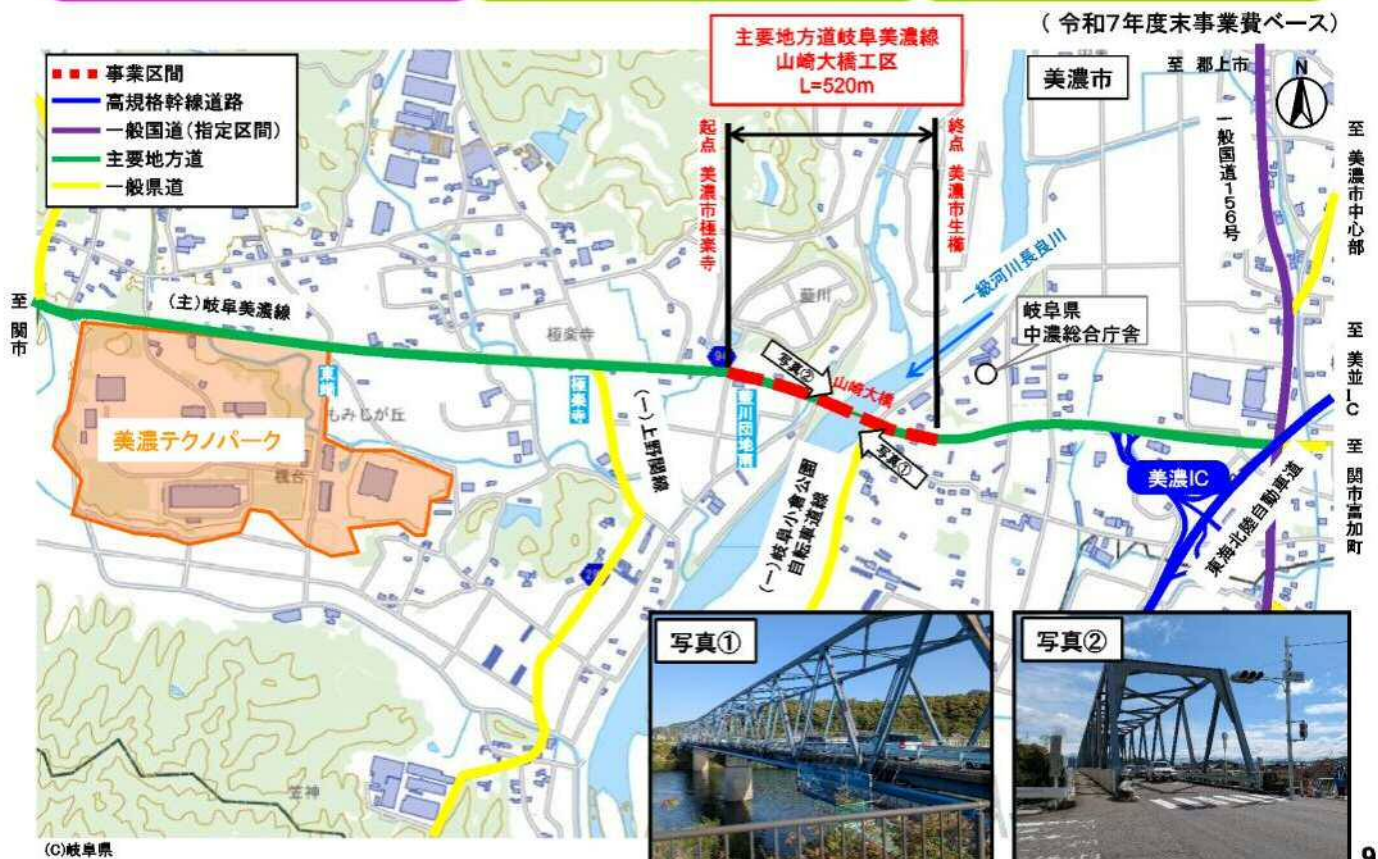 (令和7年度末事業費ベース)
主要地方道岐阜美濃線
山崎大橋工区
L=520m
事業区間
高規格幹線道路
一般国道(指定区間)
主要地方道
一般県道
美濃市
至 郡上市
N
一般国道156号
至 美濃市中心部
至 美並IC
至 関市富加町
起点 美濃市極楽寺
終点 美濃市生櫛
一級河川長良川
岐阜県
中濃総合庁舎
至 関市
(主)岐阜美濃線
極楽寺
94
写真②
山崎大橋
写真①
もみじが丘
極楽寺
(一)上野関線
美濃テクノパーク
楓台
(一)岐阜小倉公園
自転車道線
美濃IC
東海北陸自動車道
笠神
写真①
写真②
(C)岐阜県
9